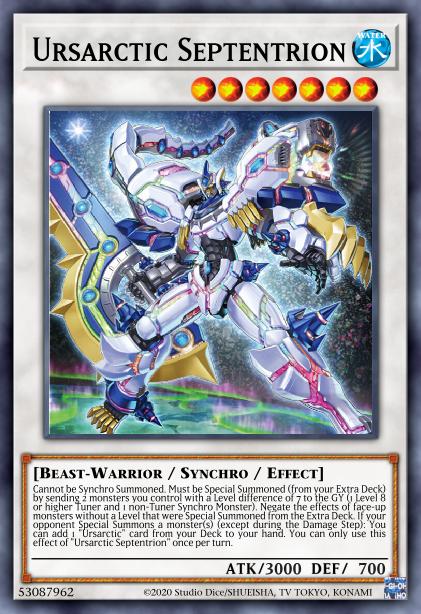 URSARCTIC SEPTENTRION
WATER
水
[BEAST-WARRIOR / SYNCHRO / EFFECT]
Cannot be Synchro Summoned. Must be Special Summoned (from your Extra Deck)
by sending 2 monsters you control with a Level difference of 7 to the GY (1 Level 8
or higher Tuner and 1 non-Tuner Synchro Monster). Negate the effects of face-up
monsters without a Level that were Special Summoned from the Extra Deck. If your
opponent Special Summons a monster(s) (except during the Damage Step): You
can add 1 "Ursarctic" card from your Deck to your hand. You can only use this
effect of "Ursarctic Septentrion" once per turn.
ATK/3000 DEF/ 700
53087962
©2020 Studio Dice/SHUEISHA, TV TOKYO, KONAMI